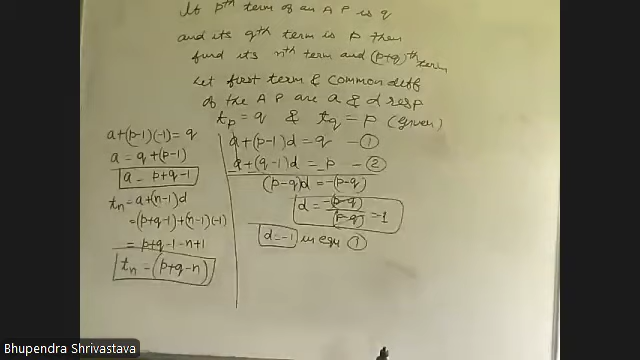 If pth term of an A P is q
and its qth term is p then
find its nth term and (p+q)th term
Let first term & common diff
of the A P are a & d resp
tp = q & tq = p (given)
a+(p-1)d = q — ①
a+(q-1)d = p — ②
(p-q)d = -(p-q)
d = -(p-q)/(p-q) = -1
d = -1 in equ ①
a+(p-1)(-1) = q
a = q+(p-1)
a = p+q-1
tn = a+(n-1)d
= (p+q-1)+(n-1)(-1)
= p+q-1-n+1
tn = (p+q-n)
Bhupendra Shrivastava